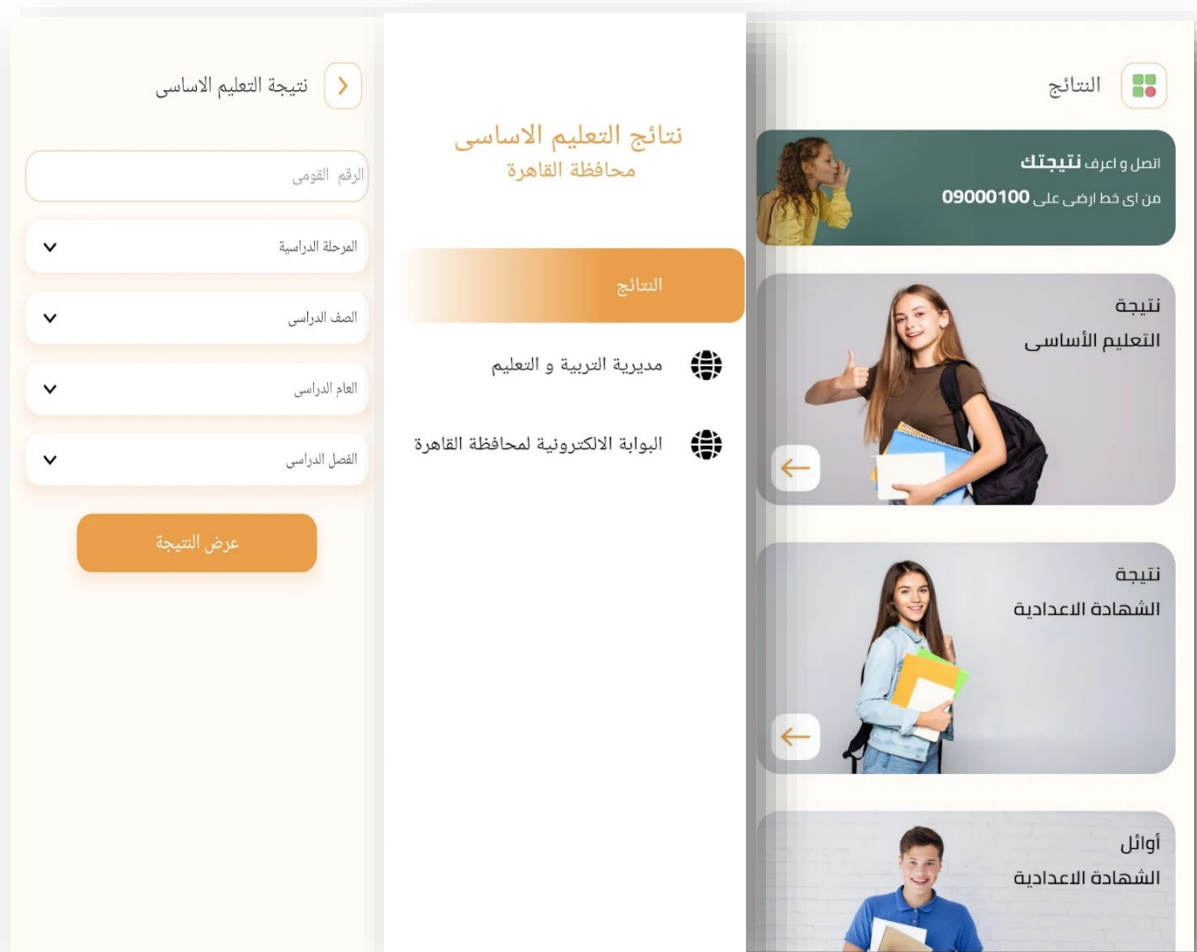 النتائج
اتصل و اعرف نتيجتك
من اى خط ارضى على 09000100
نتيجة
التعليم الأساسى
نتيجة
الشهادة الاعدادية
أوائل
الشهادة الاعدادية
نتائج التعليم الاساسى
محافظة القاهرة
النتائج
مديرية التربية و التعليم
البوابة الالكترونية لمحافظة القاهرة
نتيجة التعليم الاساسى
الرقم القومى
المرحلة الدراسية
الصف الدراسى
العام الدراسى
الفصل الدراسى
عرض النتيجة